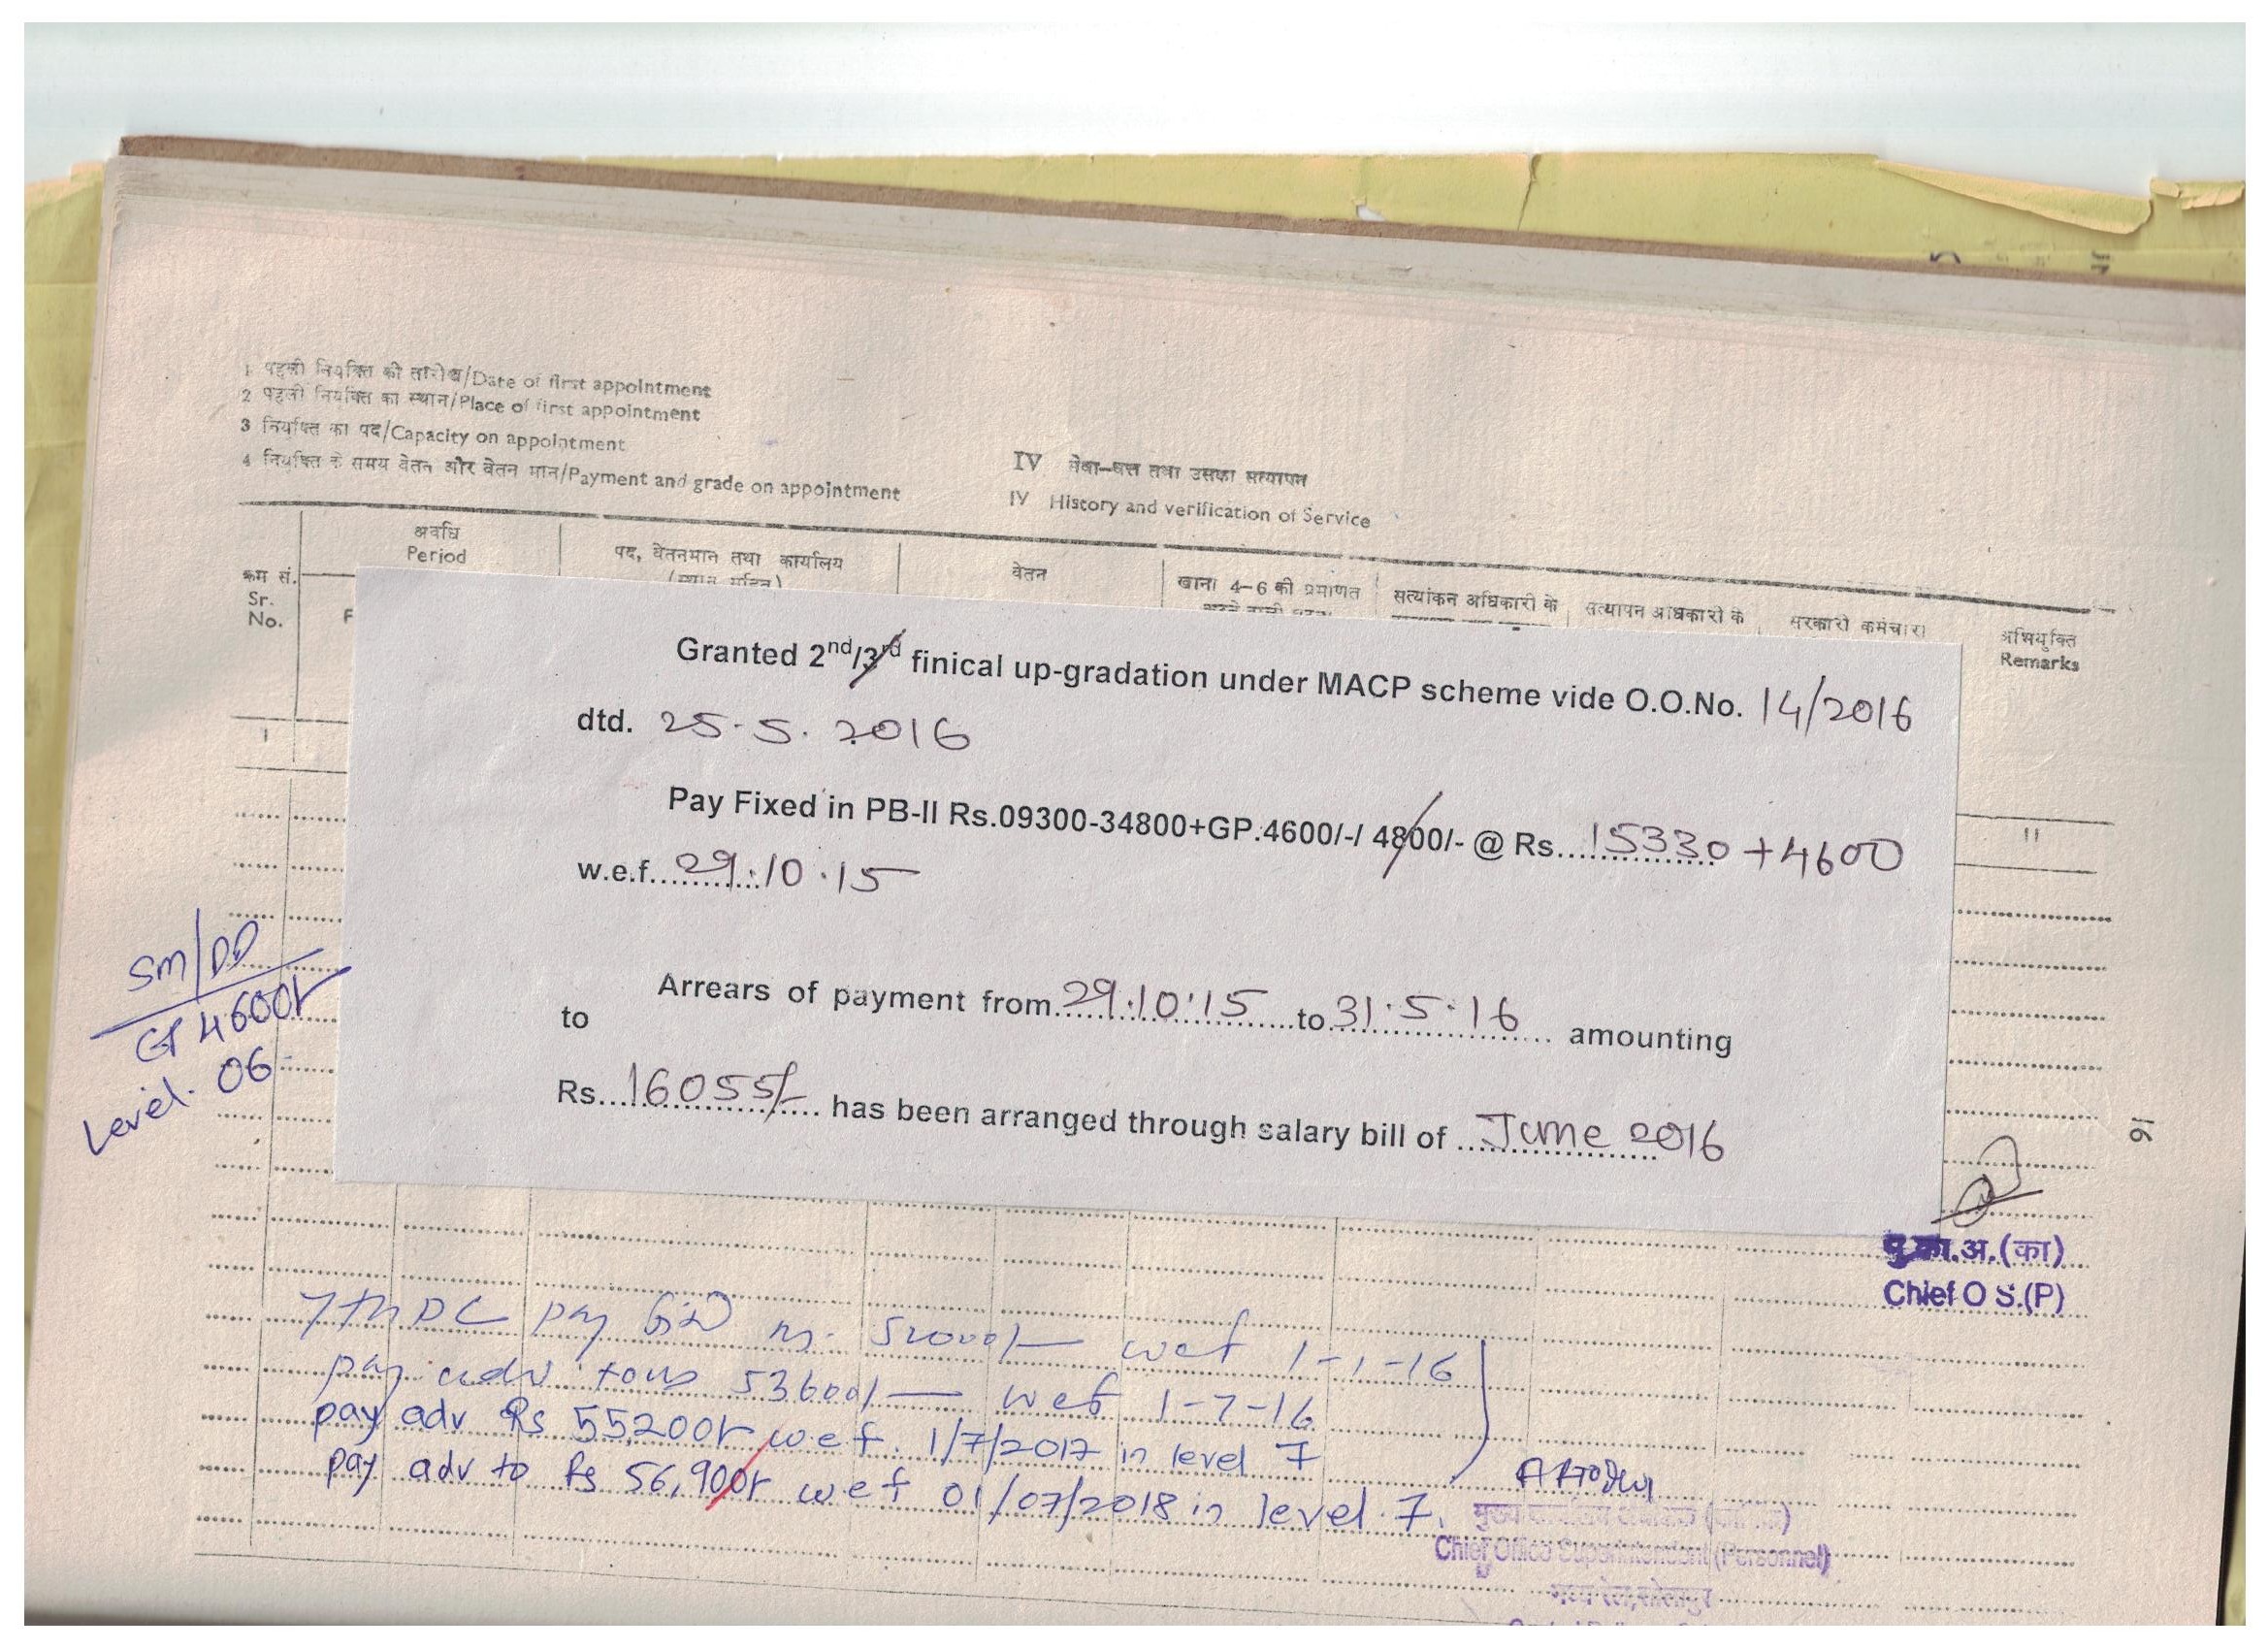 1 पहली नियुक्ति की तारीख/Date of first appointment
2 पहली नियुक्ति का स्थान/Place of first appointment
3 नियुक्ति का पद/Capacity on appointment
4 नियुक्ति के समय वेतन और वेतन मान/Payment and grade on appointment
IV सेवा-वृत्त तथा उसका सत्यापन
IV History and verification of Service
क्रम सं.
Sr.
No.
अवधि
Period
F
पद, वेतनमान तथा कार्यालय
(स्थान सहित)
वेतन
खाना 4-6 की प्रमाणित
सत्यांकन अधिकारी के
सत्यापन अधिकारी के
सरकारी कर्मचारी
अभियुक्ति
Remarks
1
11
Granted 2nd/3rd finical up-gradation under MACP scheme vide O.O.No. 14/2016
dtd. 25.5.2016
Pay Fixed in PB-II Rs.09300-34800+GP.4600/-/ 4800/- @ Rs...15330+4600
w.e.f...29.10.15
Arrears of payment from 29.10.15 to 31.5.16 amounting
to
Rs...16055/- has been arranged through salary bill of ...June 2016
SM/DD
GP 4600/-
Level. 06
16
मु.का.अ.(का)
Chief O S.(P)
7th PC pay fix rs. 52000/- wef 1-1-16
pay adv to Rs 53600/- wef 1-7-16
pay adv Rs 55,200/- wef. 1/7/2017 in level 7
pay adv to Rs 56,900/- wef 01/07/2018 in level 7.
मुख्य कार्यालय अधीक्षक (कार्मिक)
Chief Office Superintendent (Personnel)
मध्य रेल, सोलापुर